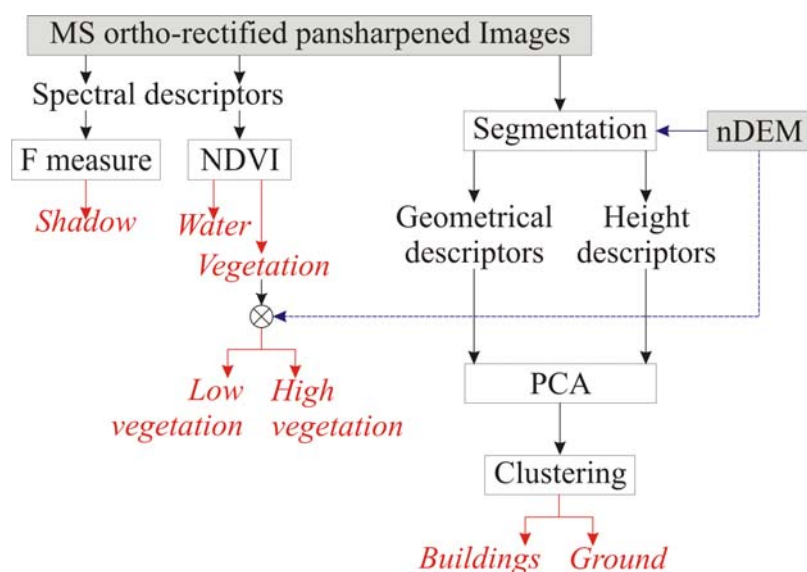 MS ortho-rectified pansharpened Images
Spectral descriptors
Segmentation
nDEM
F measure
NDVI
Shadow
Water
Vegetation
Geometrical
descriptors
Height
descriptors
Low
vegetation
High
vegetation
PCA
Clustering
Buildings
Ground